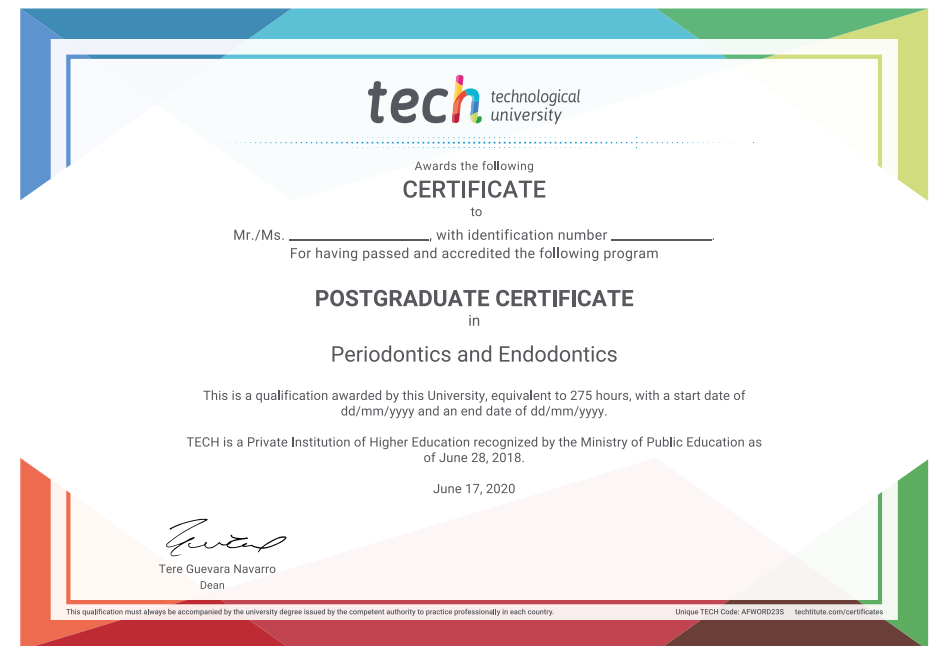 tech technological
university
Awards the following
CERTIFICATE
to
Mr./Ms. ____________________, with identification number ______________.
For having passed and accredited the following program
POSTGRADUATE CERTIFICATE
in
Periodontics and Endodontics
This is a qualification awarded by this University, equivalent to 275 hours, with a start date of
dd/mm/yyyy and an end date of dd/mm/yyyy.
TECH is a Private Institution of Higher Education recognized by the Ministry of Public Education as
of June 28, 2018.
June 17, 2020
Tere Guevara Navarro
Dean
This qualification must always be accompanied by the university degree issued by the competent authority to practice professionally in each country.
Unique TECH Code: AFWORD23S techtitute.com/certificates